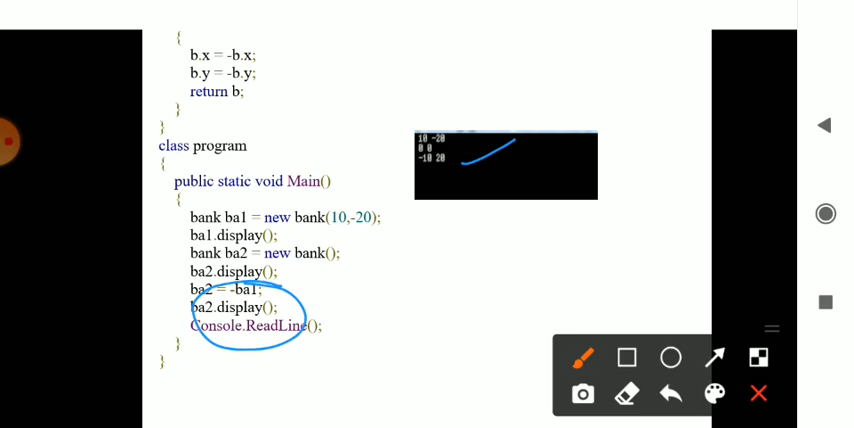 {
b.x = -b.x;
b.y = -b.y;
return b;
}
}
class program
{
public static void Main()
{
bank ba1 = new bank(10,-20);
ba1.display();
bank ba2 = new bank();
ba2.display();
ba2 = -ba1;
ba2.display();
Console.ReadLine();
}
}
10 -20
0 0
-10 20